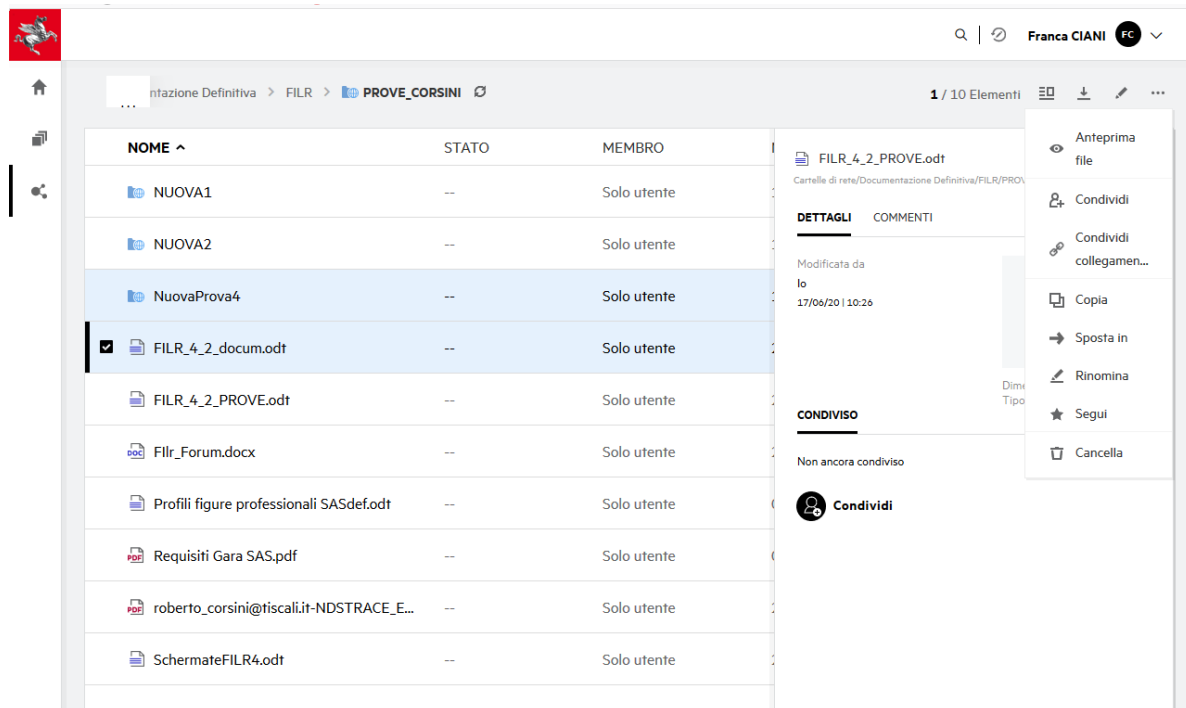 Franca CIANI FC
... ntazione Definitiva > FILR > PROVE_CORSINI
1 / 10 Elementi ...
NOME STATO MEMBRO
NUOVA1 -- Solo utente
NUOVA2 -- Solo utente
NuovaProva4 -- Solo utente
FILR_4_2_docum.odt -- Solo utente
FILR_4_2_PROVE.odt -- Solo utente
DOC FIlr_Forum.docx -- Solo utente
Profili figure professionali SASdef.odt -- Solo utente
PDF Requisiti Gara SAS.pdf -- Solo utente
PDF roberto_corsini@tiscali.it-NDSTRACE_E... -- Solo utente
SchermateFILR4.odt -- Solo utente
FILR_4_2_PROVE.odt
Cartelle di rete/Documentazione Definitiva/FILR/PROV
DETTAGLI COMMENTI
Modificata da
Io
17/06/20 | 10:26
Dime
Tipo
CONDIVISO
Non ancora condiviso
Condividi
Anteprima
file
Condividi
Condividi
collegamen...
Copia
Sposta in
Rinomina
Segui
Cancella